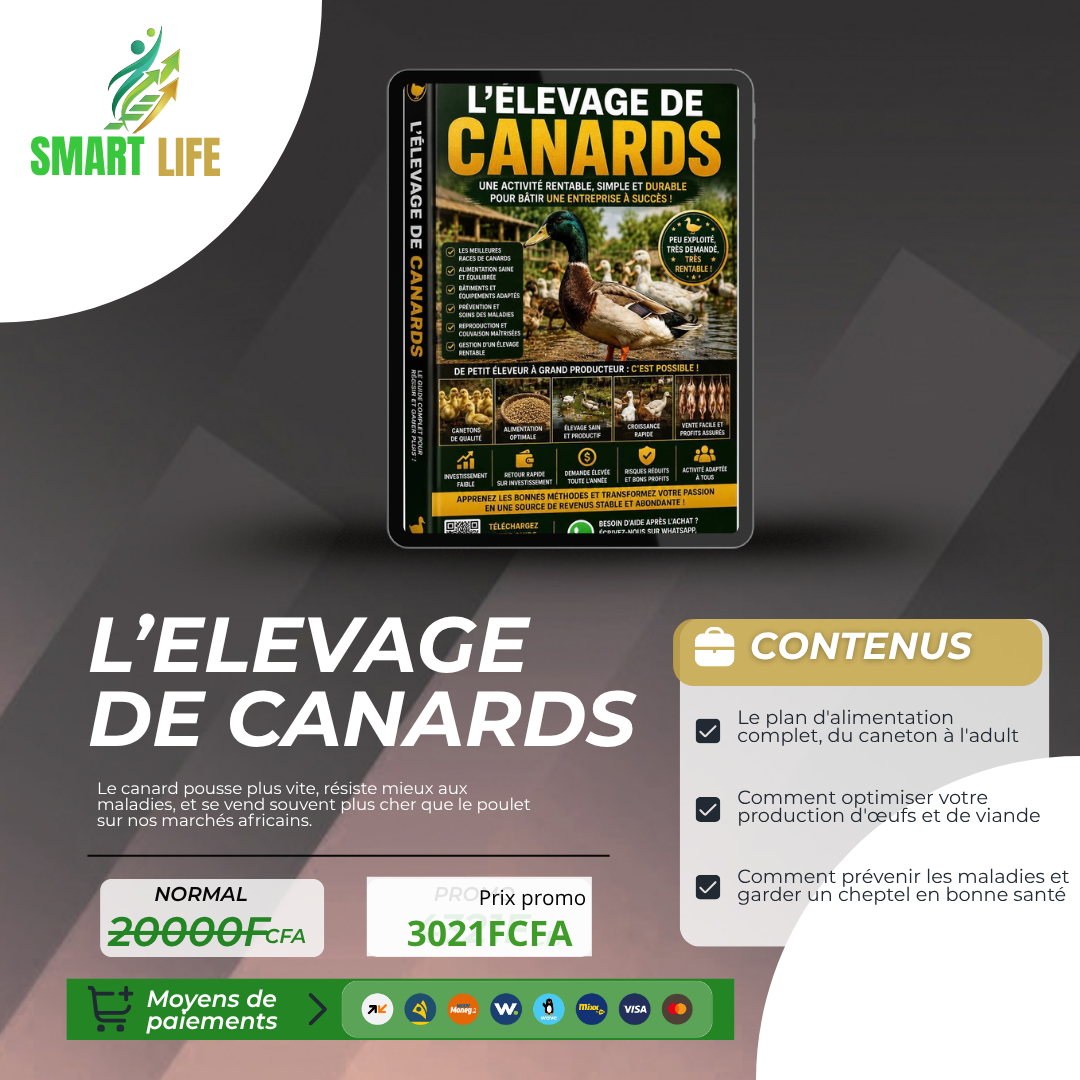 SMART LIFE
L'ÉLEVAGE DE
CANARDS
UNE ACTIVITÉ RENTABLE, SIMPLE ET DURABLE
POUR BÂTIR UNE ENTREPRISE À SUCCÈS !
L'ÉLEVAGE DE CANARDS
LE GUIDE COMPLET POUR
LES MEILLEURES
RACES DE CANARDS
ALIMENTATION SAINE
ET ÉQUILIBRÉE
BÂTIMENTS ET
ÉQUIPEMENTS ADAPTÉS
PRÉVENTION ET
SOINS DES MALADIES
REPRODUCTION ET
COUVAISON MAÎTRISÉES
GESTION D'UN ÉLEVAGE
RENTABLE
PEU EXPLOITÉ,
TRÈS DEMANDÉ,
TRÈS
RENTABLE !
DE PETIT ÉLEVEUR À GRAND PRODUCTEUR : C'EST POSSIBLE !
CANETONS
DE QUALITÉ
ALIMENTATION
OPTIMALE
ÉLEVAGE SAIN
ET PRODUCTIF
CROISSANCE
RAPIDE
VENTE FACILE ET
PROFITS ASSURÉS
INVESTISSEMENT
FAIBLE
RETOUR RAPIDE
SUR INVESTISSEMENT
DEMANDE ÉLEVÉE
TOUTE L'ANNÉE
RISQUES RÉDUITS
ET BONS PROFITS
ACTIVITÉ ADAPTÉE
À TOUS
APPRENEZ LES BONNES MÉTHODES ET TRANSFORMEZ VOTRE PASSION
EN UNE SOURCE DE REVENUS STABLE ET ABONDANTE !
TÉLÉCHARGEZ
BESOIN D'AIDE APRÈS L'ACHAT ?
ÉCRIVEZ-NOUS SUR WHATSAPP.
L'ELEVAGE
DE CANARDS
Le canard pousse plus vite, résiste mieux aux
maladies, et se vend souvent plus cher que le poulet
sur nos marchés africains.
NORMAL
20000FCFA
PROMO
Prix promo
3021FCFA
CONTENUS
Le plan d'alimentation
complet, du caneton à l'adult
Comment optimiser votre
production d'œufs et de viande
Comment prévenir les maladies et
garder un cheptel en bonne santé
Moyens de
paiements
Money
W
wave
Mixx
VISA